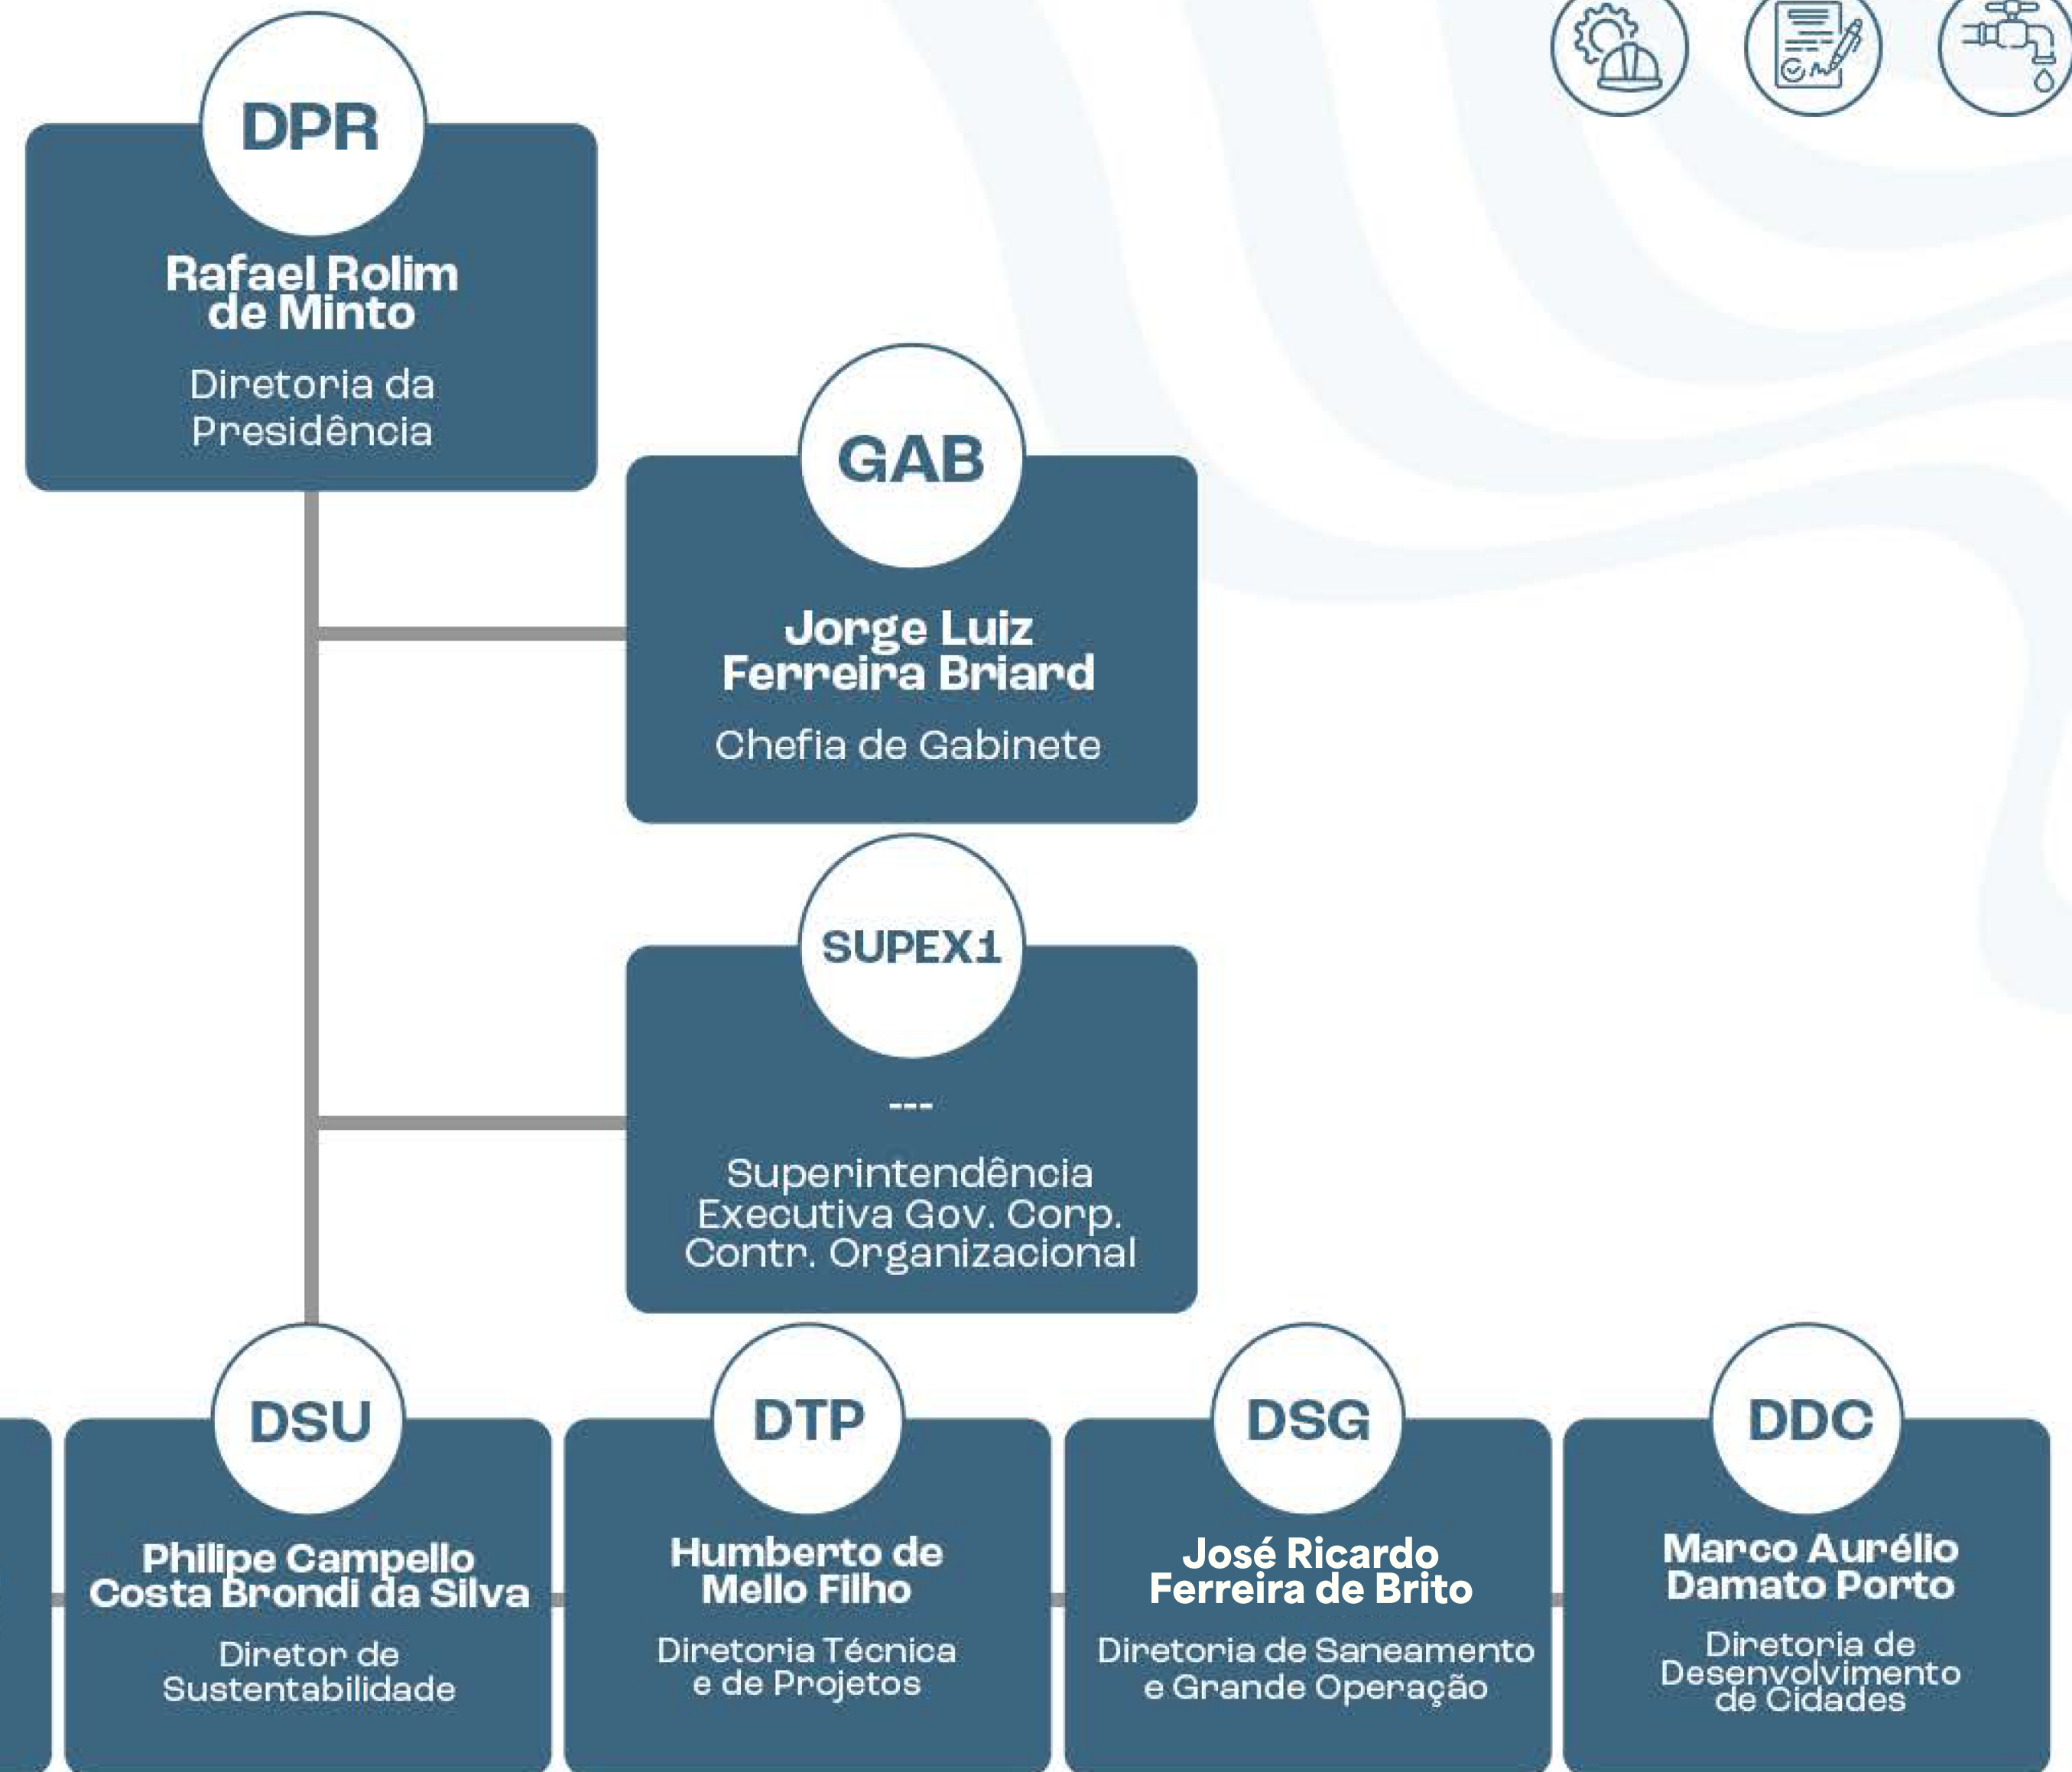 DPR
Rafael Rolim
de Minto
Diretoria da
Presidência
GAB
Jorge Luiz
Ferreira Briard
Chefia de Gabinete
SUPEX1
---
Superintendência
Executiva Gov. Corp.
Contr. Organizacional
DSU
Philipe Campello
Costa Brondi da Silva
Diretor de
Sustentabilidade
DTP
Humberto de
Mello Filho
Diretoria Técnica
e de Projetos
DSG
José Ricardo
Ferreira de Brito
Diretoria de Saneamento
e Grande Operação
DDC
Marco Aurélio
Damato Porto
Diretoria de
Desenvolvimento
de Cidades